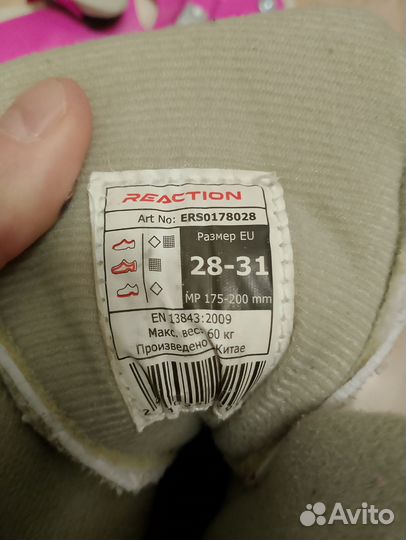 REACTION
Art No: ERS0178028
Размер EU
28-31
MP 175-200 mm
EN 13843:2009
Макс. вес: 60 кг
Произведено Китае
Avito